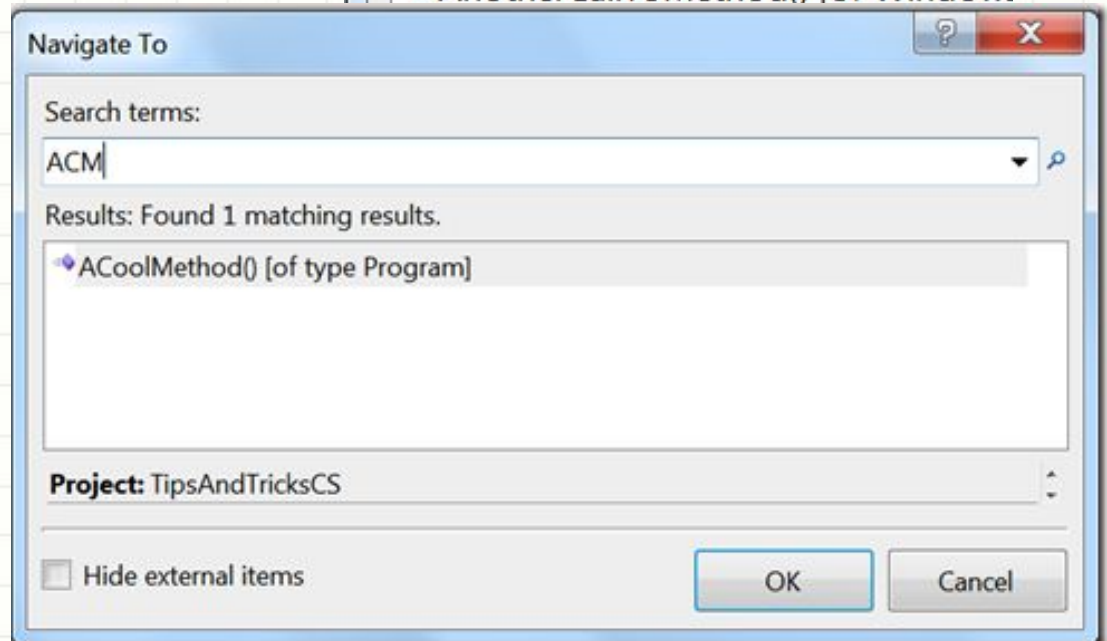 Navigate To
Search terms:
ACM
Results: Found 1 matching results.
ACoolMethod() [of type Program]
Project: TipsAndTricksCS
Hide external items
OK
Cancel